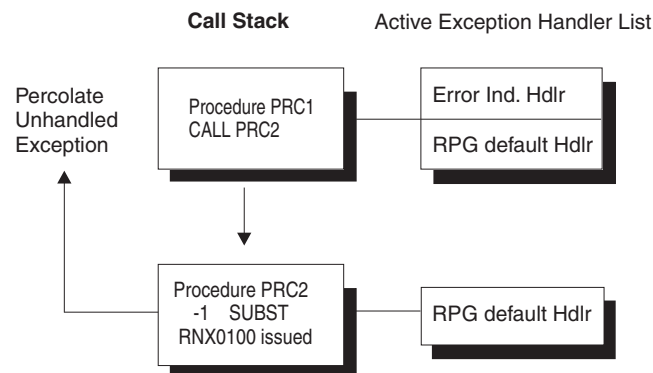 Call Stack
Active Exception Handler List
Percolate
Unhandled
Exception
Procedure PRC1
CALL PRC2
Error Ind. Hdlr
RPG default Hdlr
Procedure PRC2
-1 SUBST
RNX0100 issued
RPG default Hdlr